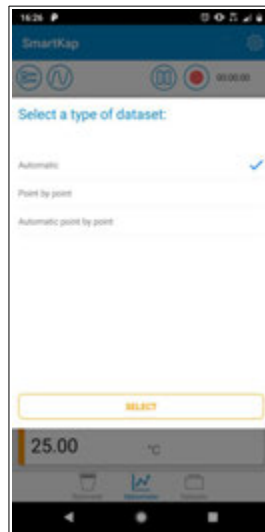 16:26
SmartKap
00:00:00
Select a type of dataset:
Automatic
Point by point
Automatic point by point
SELECT
25.00 °C